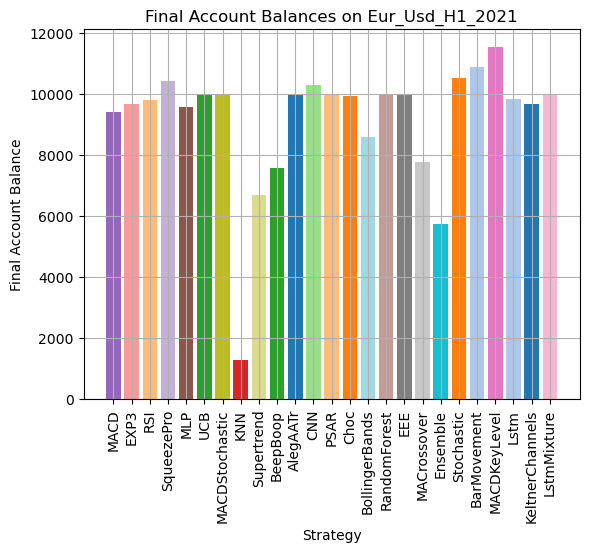 Final Account Balances on Eur_Usd_H1_2021
Final Account Balance
12000
10000
8000
6000
4000
2000
0
MACD
EXP3
RSI
SqueezePro
MLP
UCB
MACDStochastic
KNN
Supertrend
BeepBoop
AlegAATr
CNN
PSAR
Choc
BollingerBands
RandomForest
EEE
MACrossover
Ensemble
Stochastic
BarMovement
MACDKeyLevel
Lstm
KeltnerChannels
LstmMixture
Strategy